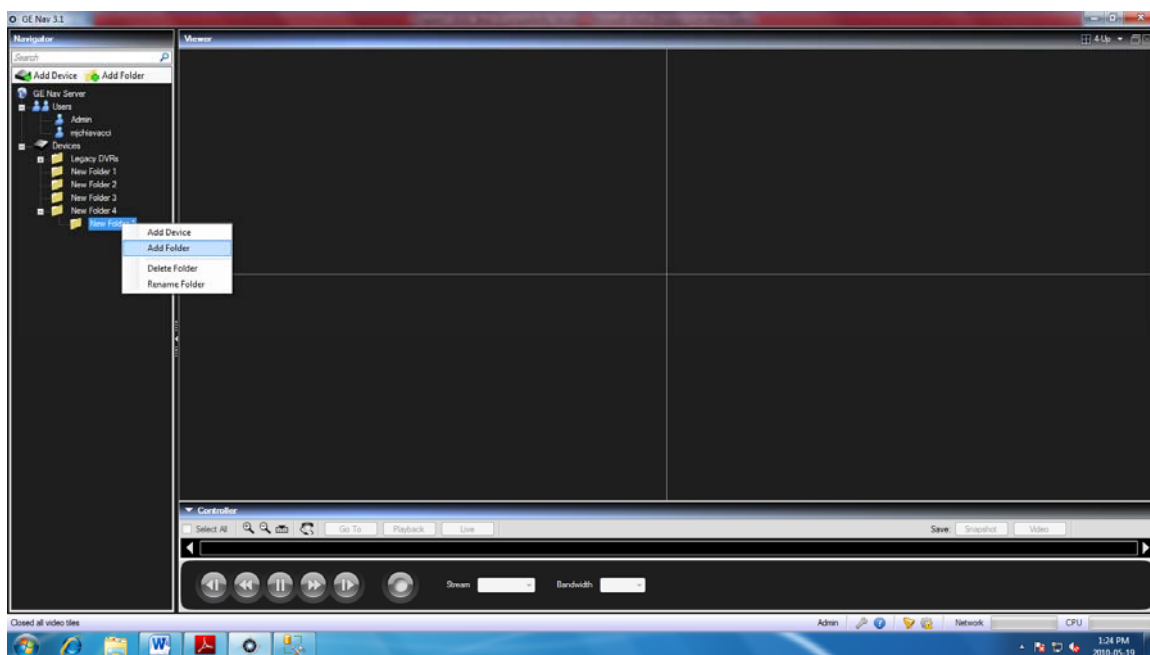 GE Nav 3.1
Navigator
Viewer
4-Up
Search
Add Device
Add Folder
GE Nav Server
Users
Admin
mjchiavacci
Devices
Legacy DVRs
New Folder 1
New Folder 2
New Folder 3
New Folder 4
New Folder
Add Device
Add Folder
Delete Folder
Rename Folder
Controller
Select All
Go To
Playback
Live
Save:
Snapshot
Video
Stream
Bandwidth
Closed all video tiles
Admin
Network
CPU
1:24 PM
2010-05-19